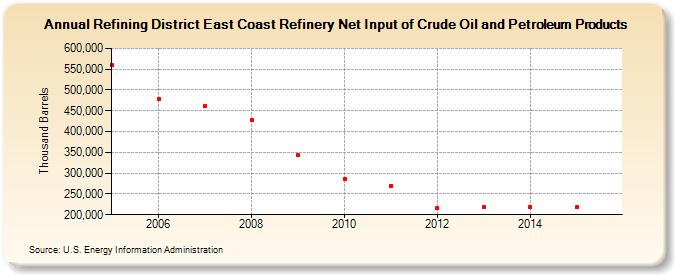 Annual Refining District East Coast Refinery Net Input of Crude Oil and Petroleum Products
Thousand Barrels
600,000
550,000
500,000
450,000
400,000
350,000
300,000
250,000
200,000
2006 2008 2010 2012 2014
Source: U.S. Energy Information Administration